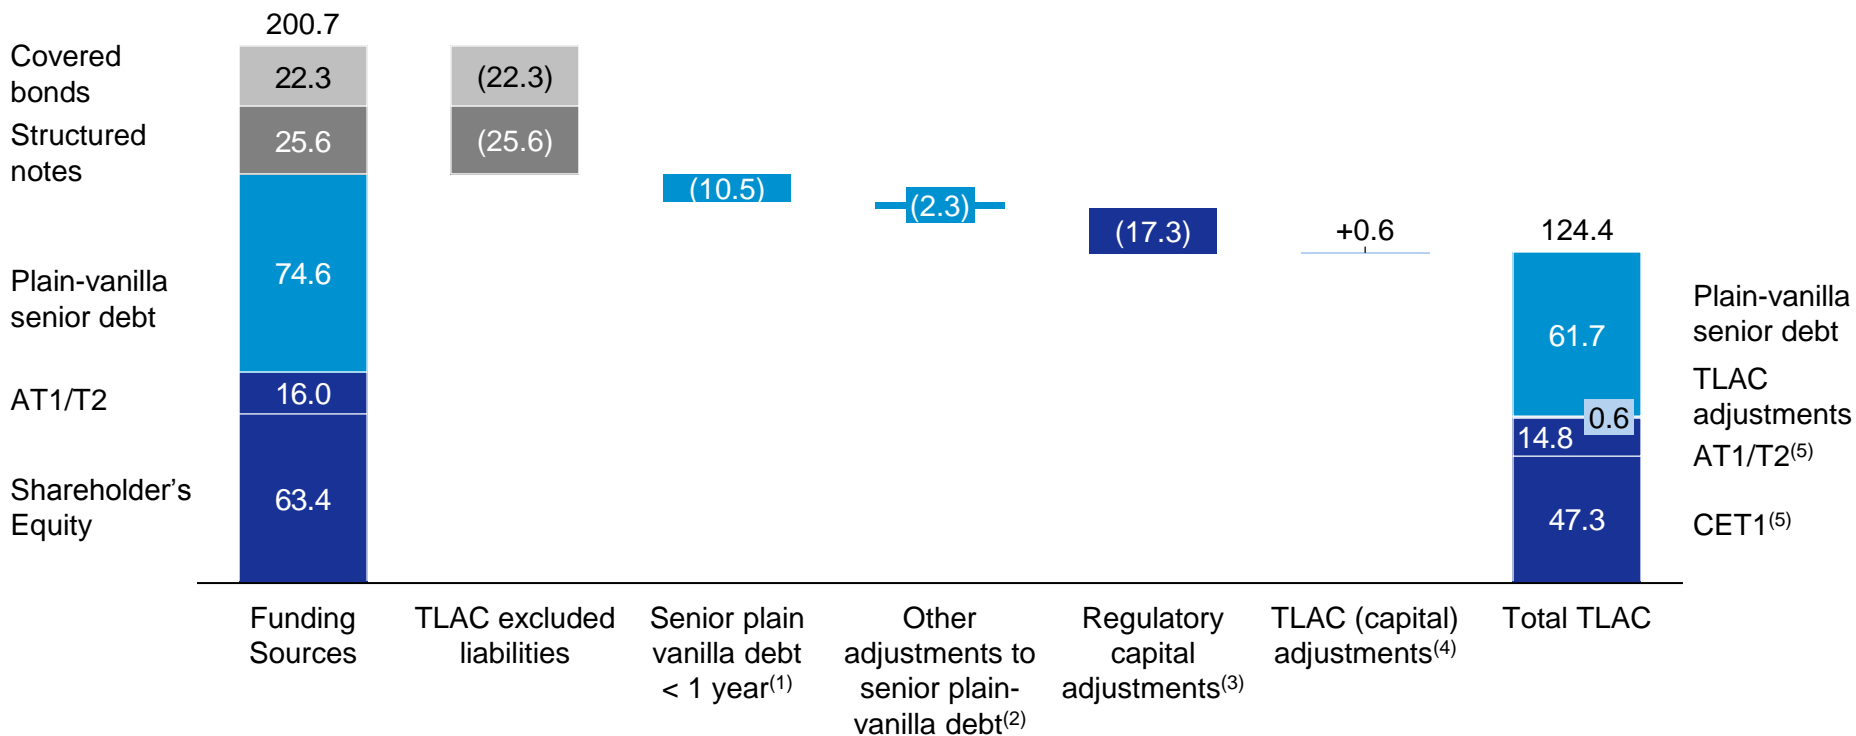 200.7
Covered
bonds
22.3
(22.3)
Structured
notes
25.6
(25.6)
(10.5)
(2.3)
(17.3)
+0.6
124.4
Plain-vanilla
senior debt
74.6
61.7
Plain-vanilla
senior debt
TLAC
adjustments
0.6
AT1/T2
16.0
14.8
AT1/T2(5)
Shareholder's
Equity
63.4
47.3
CET1(5)
Funding
Sources
TLAC excluded
liabilities
Senior plain
vanilla debt
< 1 year(1)
Other
adjustments to
senior plain-
vanilla debt(2)
Regulatory
capital
adjustments(3)
TLAC (capital)
adjustments(4)
Total TLAC